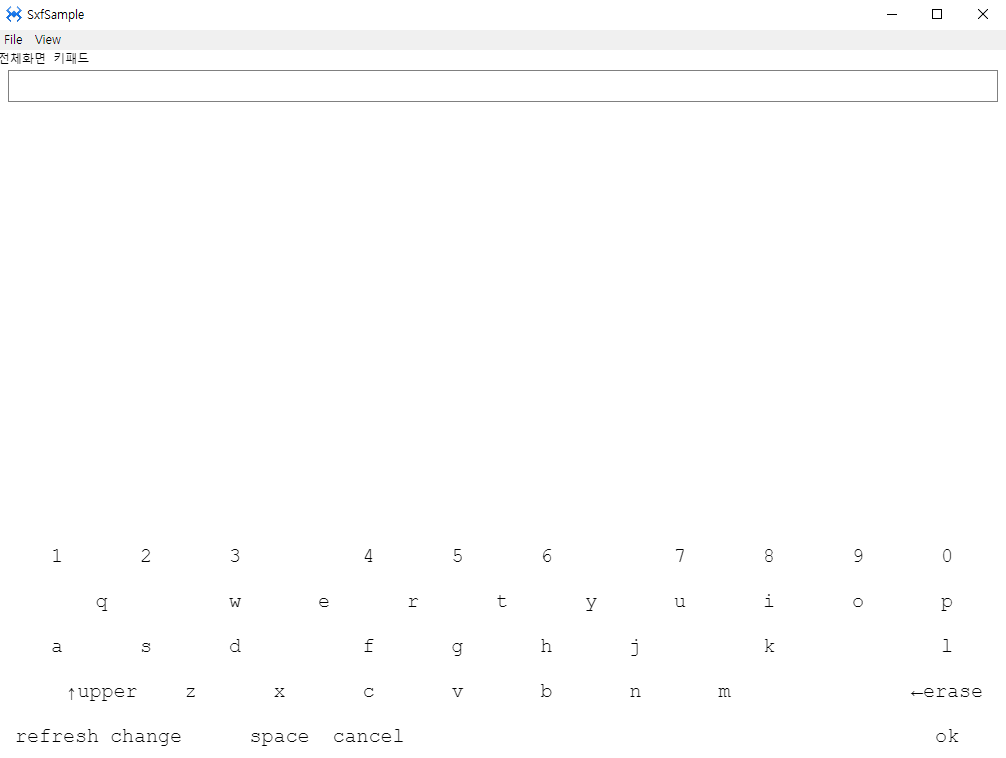 SxfSample
File View
전체화면 키패드
1 2 3 4 5 6 7 8 9 0
q w e r t y u i o p
a s d f g h j k l
↑upper z x c v b n m ←erase
refresh change space cancel ok